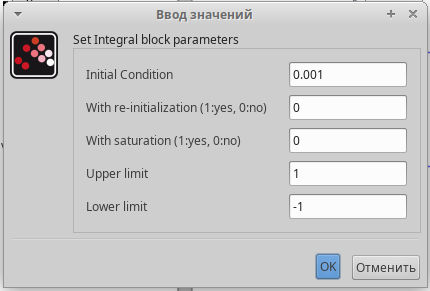 Ввод значений
Set Integral block parameters
Initial Condition 0.001
With re-initialization (1:yes, 0:no) 0
With saturation (1:yes, 0:no) 0
Upper limit 1
Lower limit -1
OK Отменить